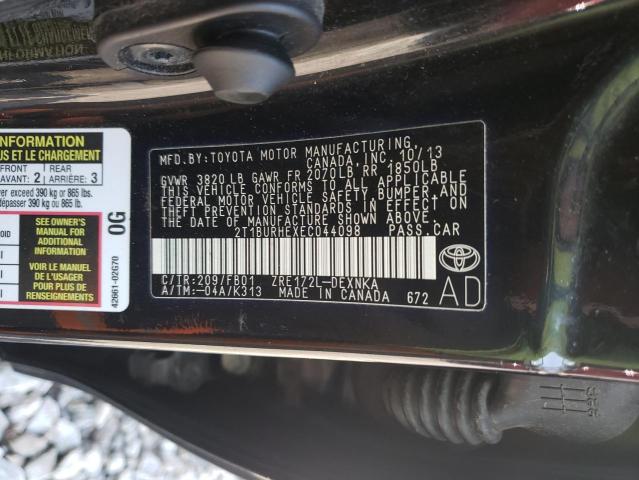 INFORMATION
US ET LE CHARGEMENT
FRONT
AVANT: 2
REAR
ARRIÈRE: 3
ver exceed 390 kg or 865 lbs.
dépasser 390 kg ou 865 lb.
SEE OWNER'S
MANUAL FOR
ADDITIONAL
INFORMATION
VOIR LE MANUEL
DE L'USAGER
POUR PLUS DE
RENSEIGNEMENTS
0G
42661-02G70
MFD.BY:TOYOTA MOTOR MANUFACTURING
CANADA, INC. 10/13
GVWR 3820 LB GAWR FR 2070LB RR 1850LB
THIS VEHICLE CONFORMS TO ALL APPLICABLE
FEDERAL MOTOR VEHICLE SAFETY, BUMPER, AND
THEFT PREVENTION STANDARDS IN EFFECT ON
THE DATE OF MANUFACTURE SHOWN ABOVE.
2T1BURHEXEC044098 PASS.CAR
C/TR:209/FB01 ZRE172L-DEXNKA
A/TM:-04A/K313 MADE IN CANADA 672
TOYOTA
AD